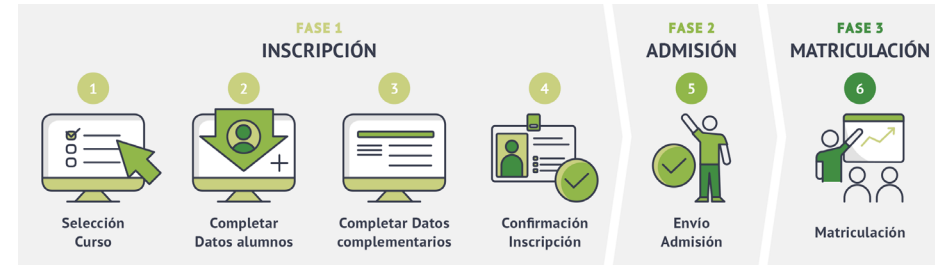 FASE 1
INSCRIPCIÓN
1
2
3
4
Selección
Curso
Completar
Datos alumnos
Completar Datos
complementarios
Confirmación
Inscripción
FASE 2
ADMISIÓN
5
Envío
Admisión
FASE 3
MATRICULACIÓN
6
Matriculación